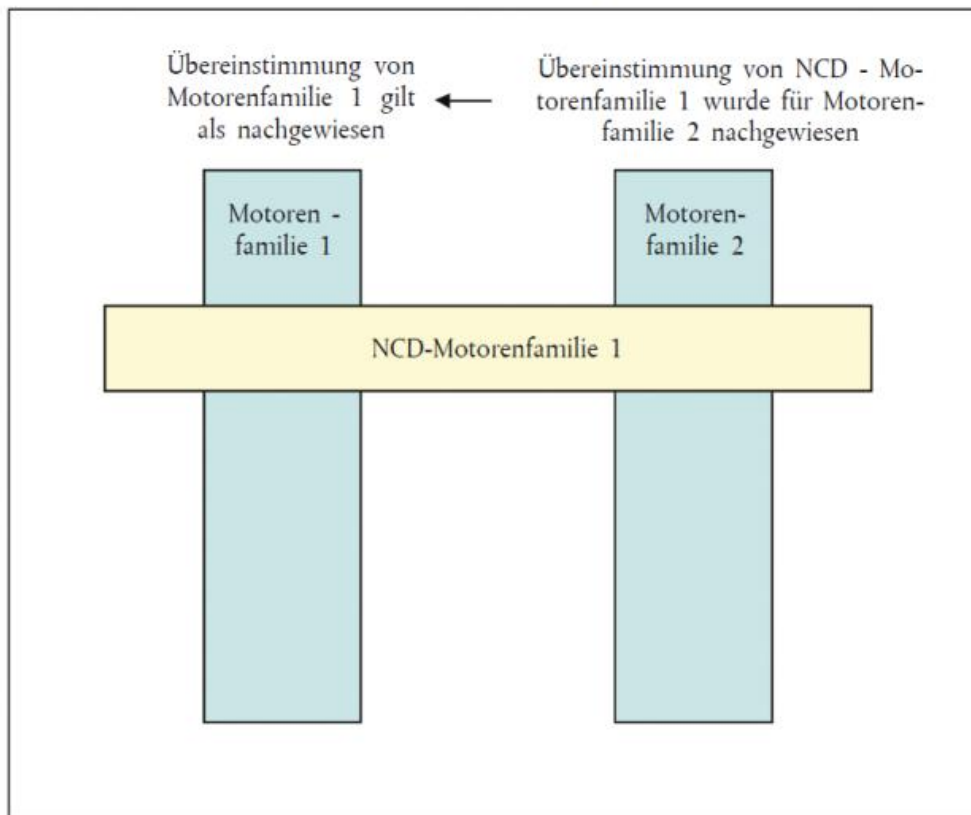 Übereinstimmung von
Motorenfamilie 1 gilt
als nachgewiesen
Übereinstimmung von NCD - Mo-
torenfamilie 1 wurde für Motoren-
familie 2 nachgewiesen
Motoren -
familie 1
Motoren-
familie 2
NCD-Motorenfamilie 1